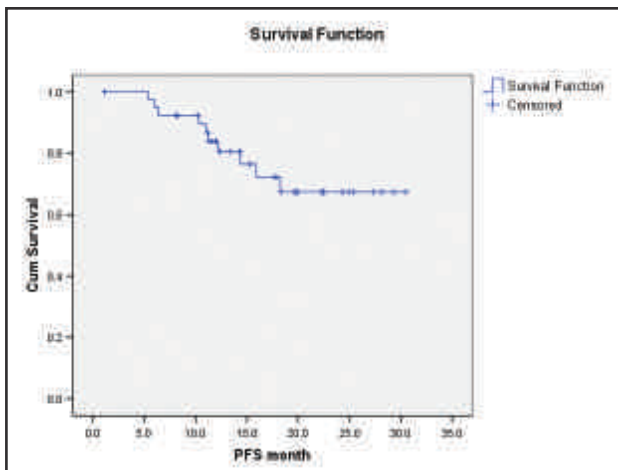 Survival Function
Survival Function
Censored
Cum Survival
1.0
0.8
0.6
0.4
0.2
0.0
0.0 5.0 10.0 15.0 20.0 25.0 30.0 35.0
PFS month